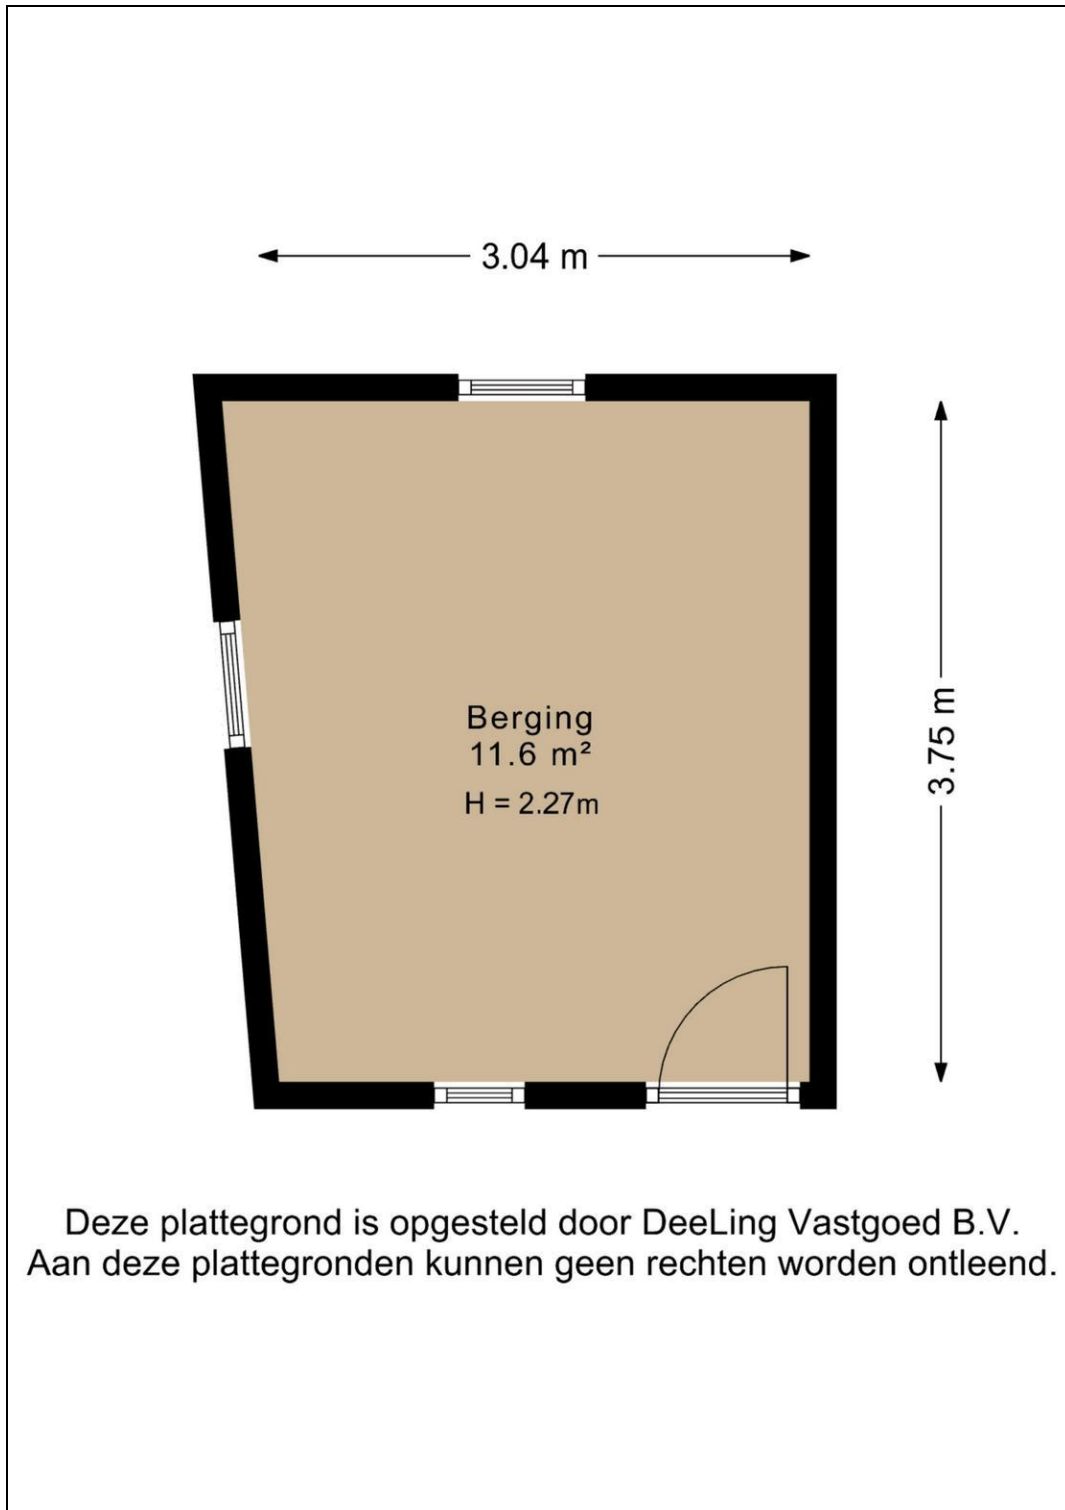 3.04 m
3.75 m
Berging
11.6 m²
H = 2.27m
Deze plattegrond is opgesteld door DeeLing Vastgoed B.V.
Aan deze plattegronden kunnen geen rechten worden ontleend.